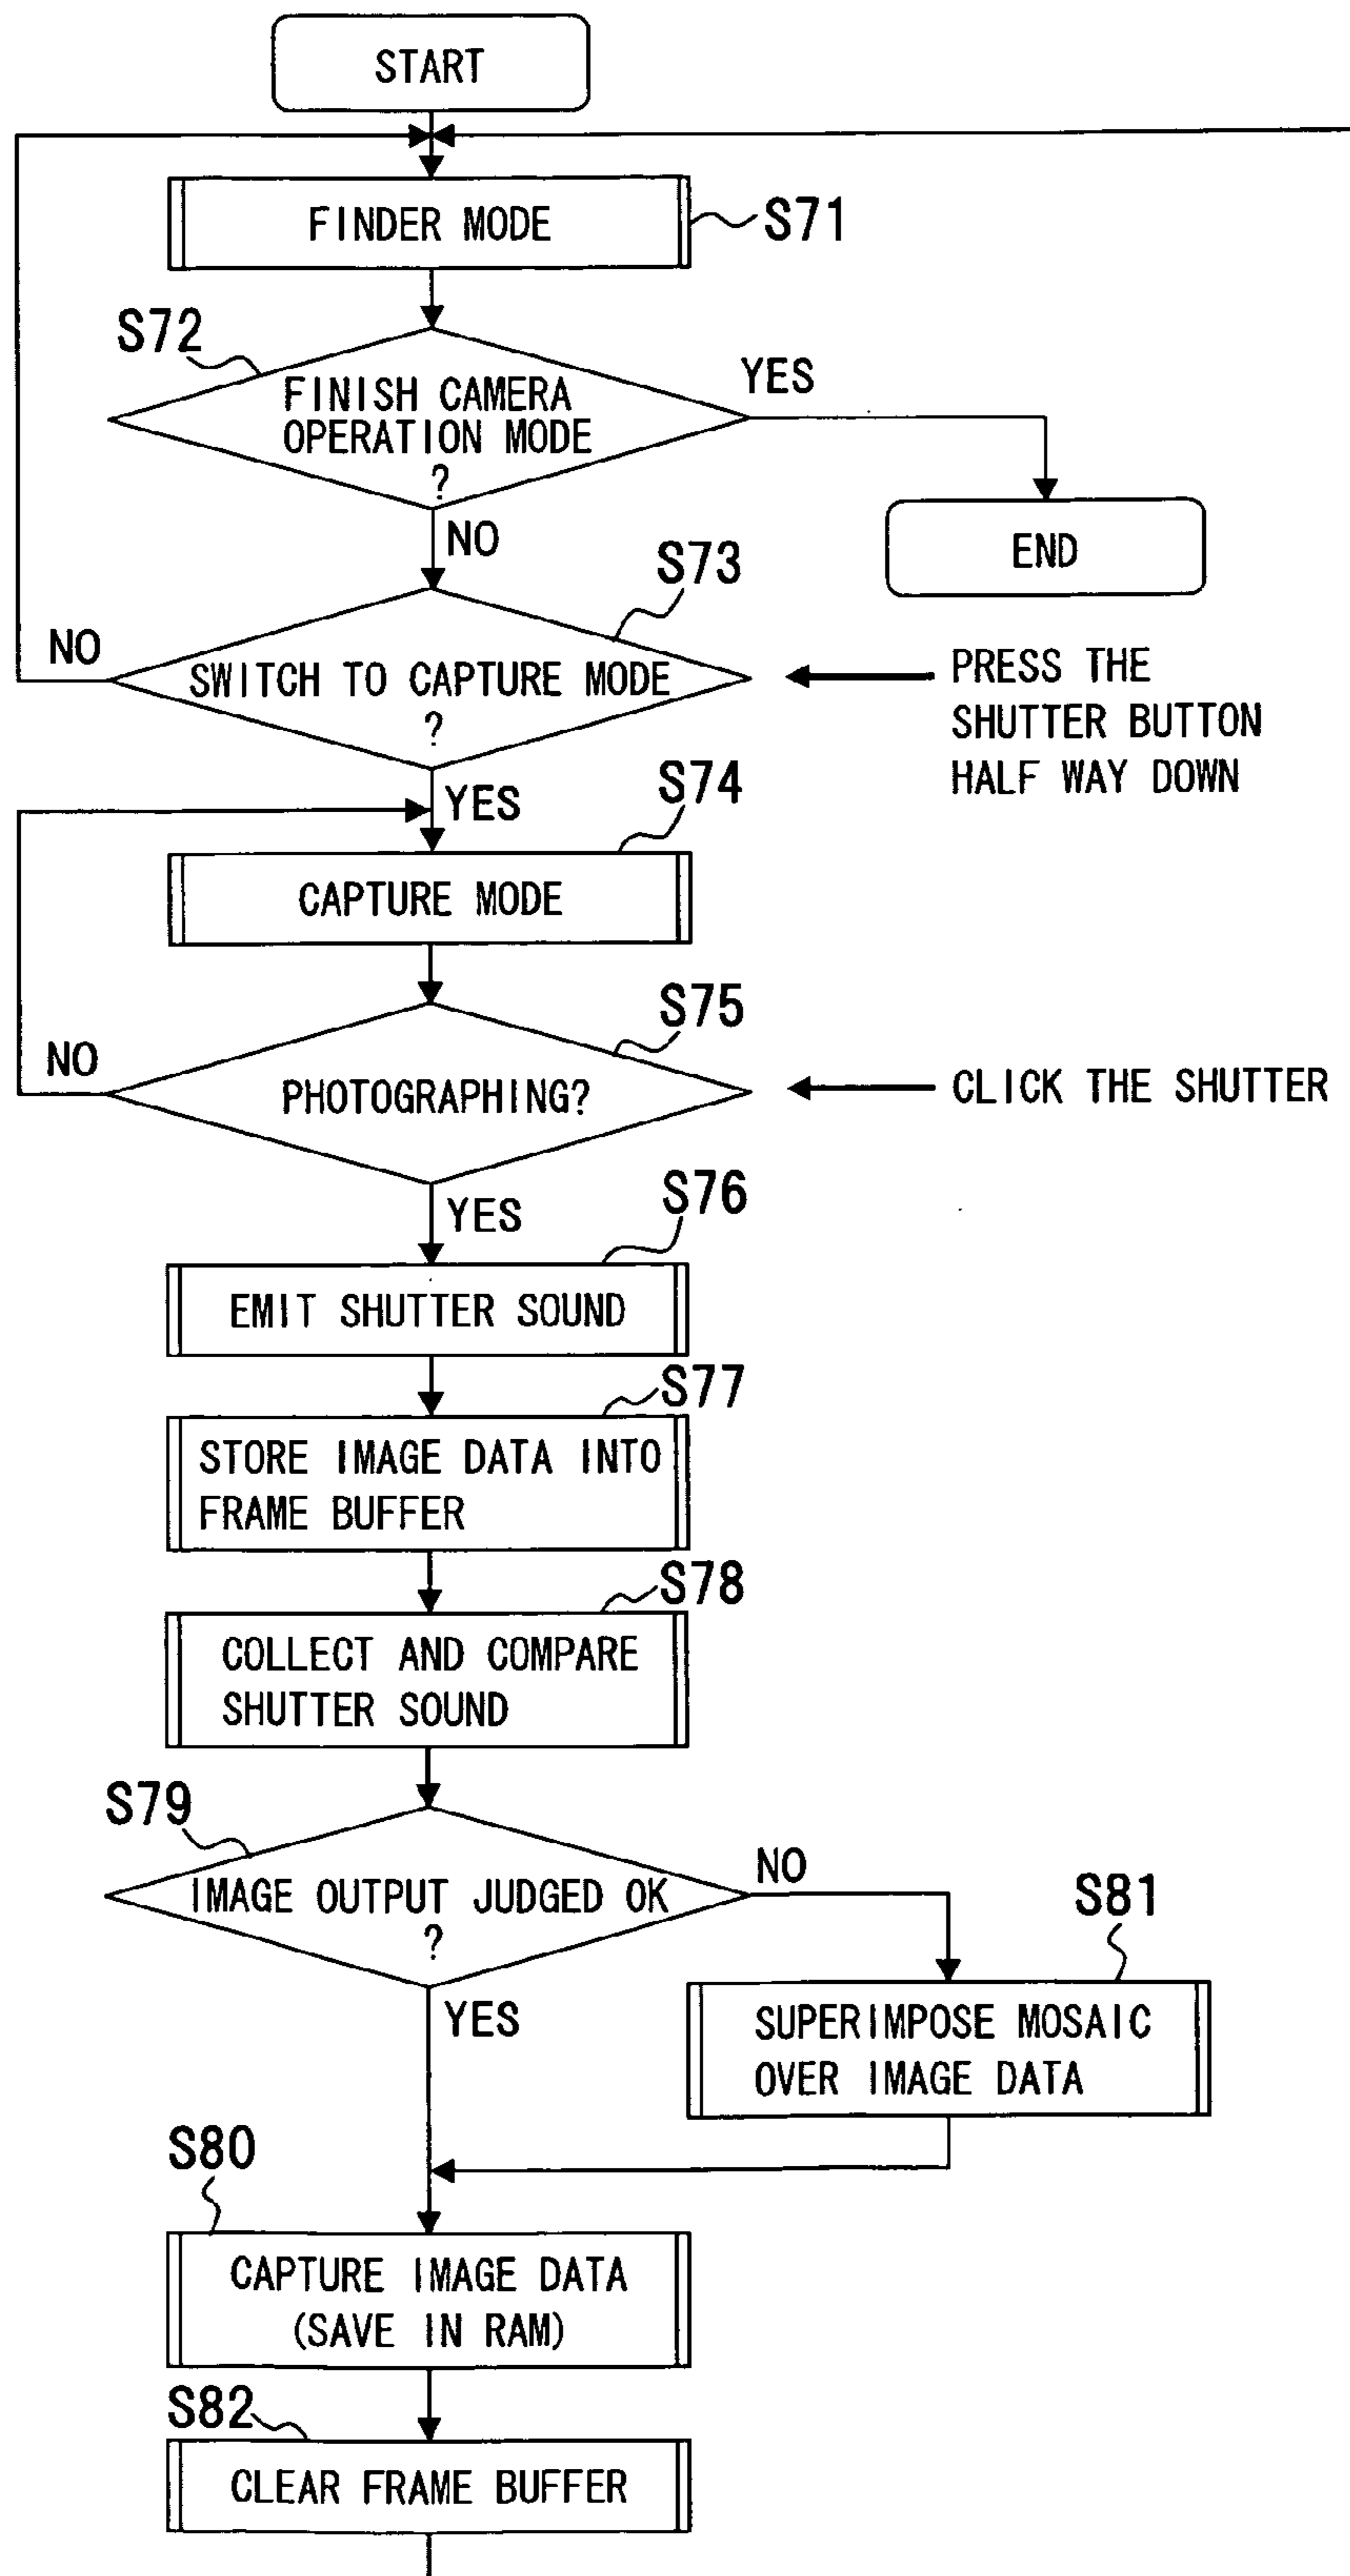 START
FINDER MODE
S71
S72
FINISH CAMERA
OPERATION MODE
?
YES
END
NO
S73
SWITCH TO CAPTURE MODE
?
NO
PRESS THE
SHUTTER BUTTON
HALF WAY DOWN
YES
S74
CAPTURE MODE
S75
PHOTOGRAPHING?
NO
CLICK THE SHUTTER
YES
S76
EMIT SHUTTER SOUND
S77
STORE IMAGE DATA INTO
FRAME BUFFER
S78
COLLECT AND COMPARE
SHUTTER SOUND
S79
IMAGE OUTPUT JUDGED OK
?
NO
S81
SUPERIMPOSE MOSAIC
OVER IMAGE DATA
YES
S80
CAPTURE IMAGE DATA
(SAVE IN RAM)
S82
CLEAR FRAME BUFFER